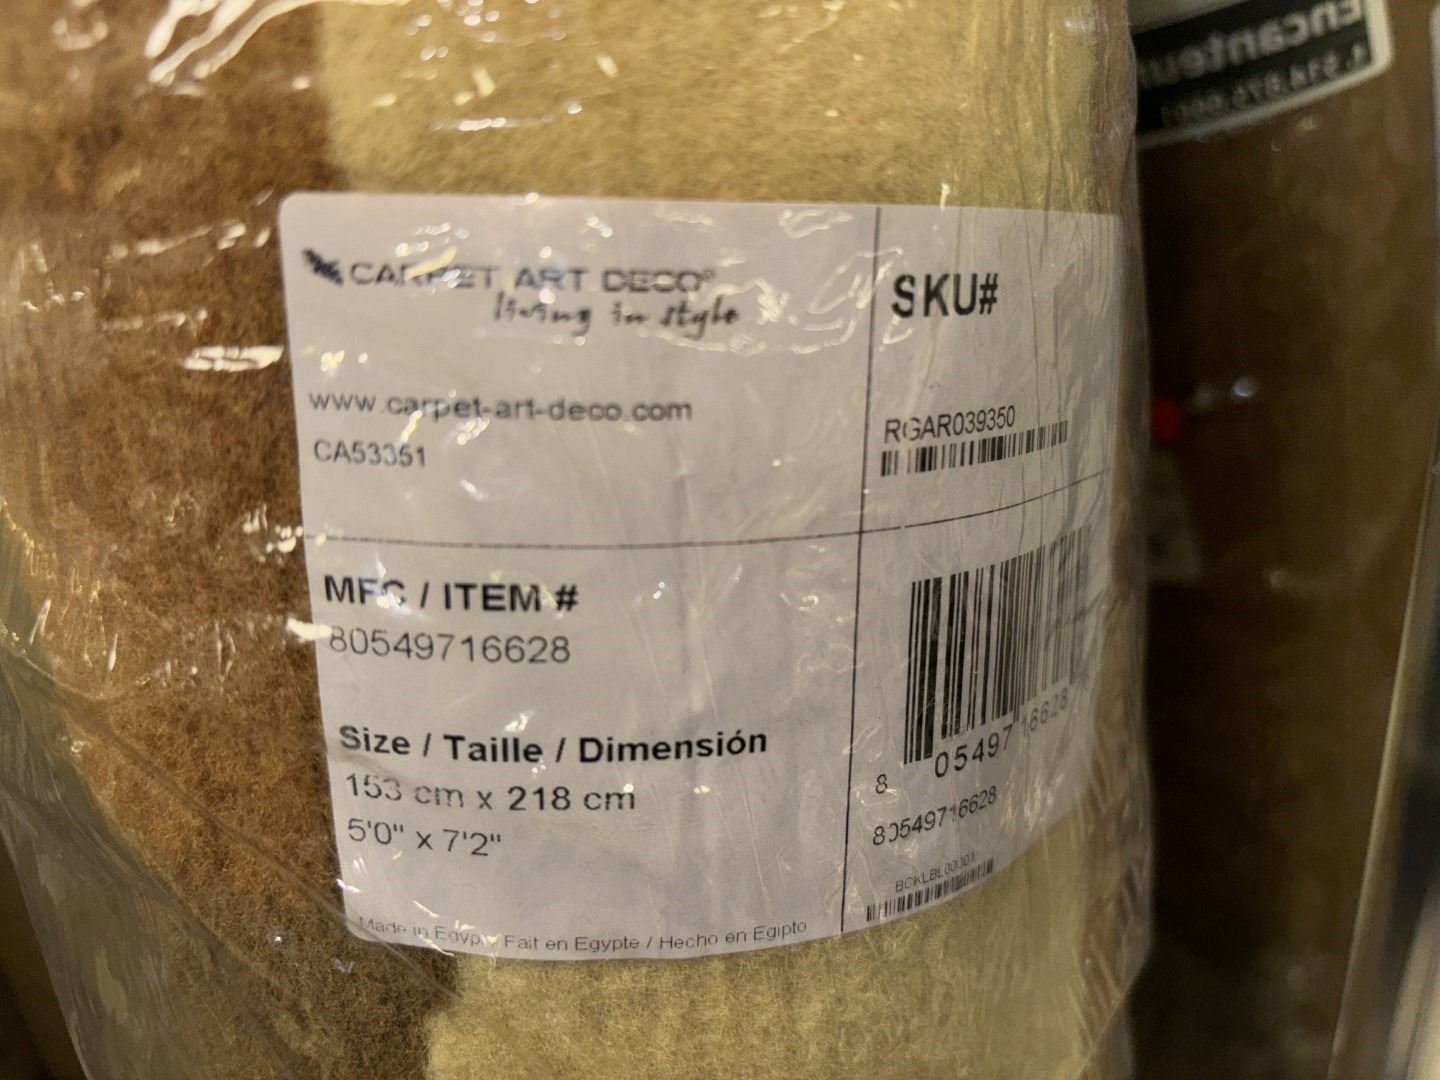 CARPET ART DECO®
living in style
www.carpet-art-deco.com
CA53351
SKU#
RGAR039350
MFG / ITEM #
80549716628
Size / Taille / Dimensión
153 cm x 218 cm
5'0" x 7'2"
8 05497 16628
80549716628
BCKLBL00001
Made in Egypt / Fait en Egypte / Hecho en Egipto